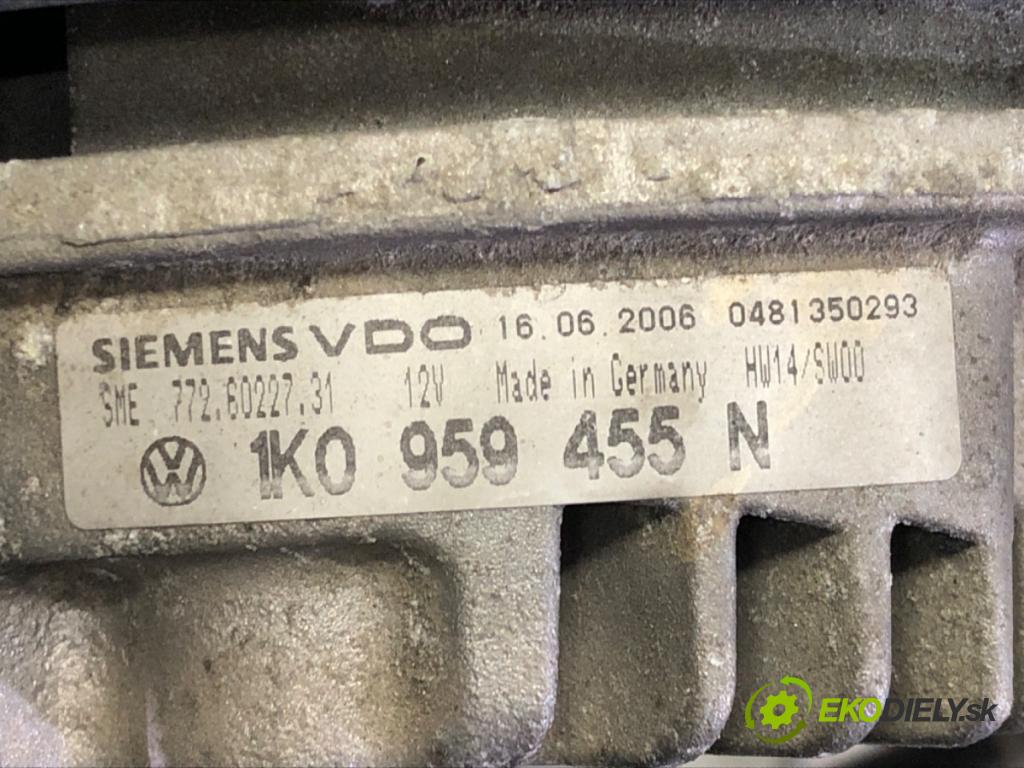 SIEMENS VDO 16.06.2006 0481350293
SME 772.60227.31 12V Made in Germany HW14/SW00
VW 1K0 959 455 N
EKODIELY.sk